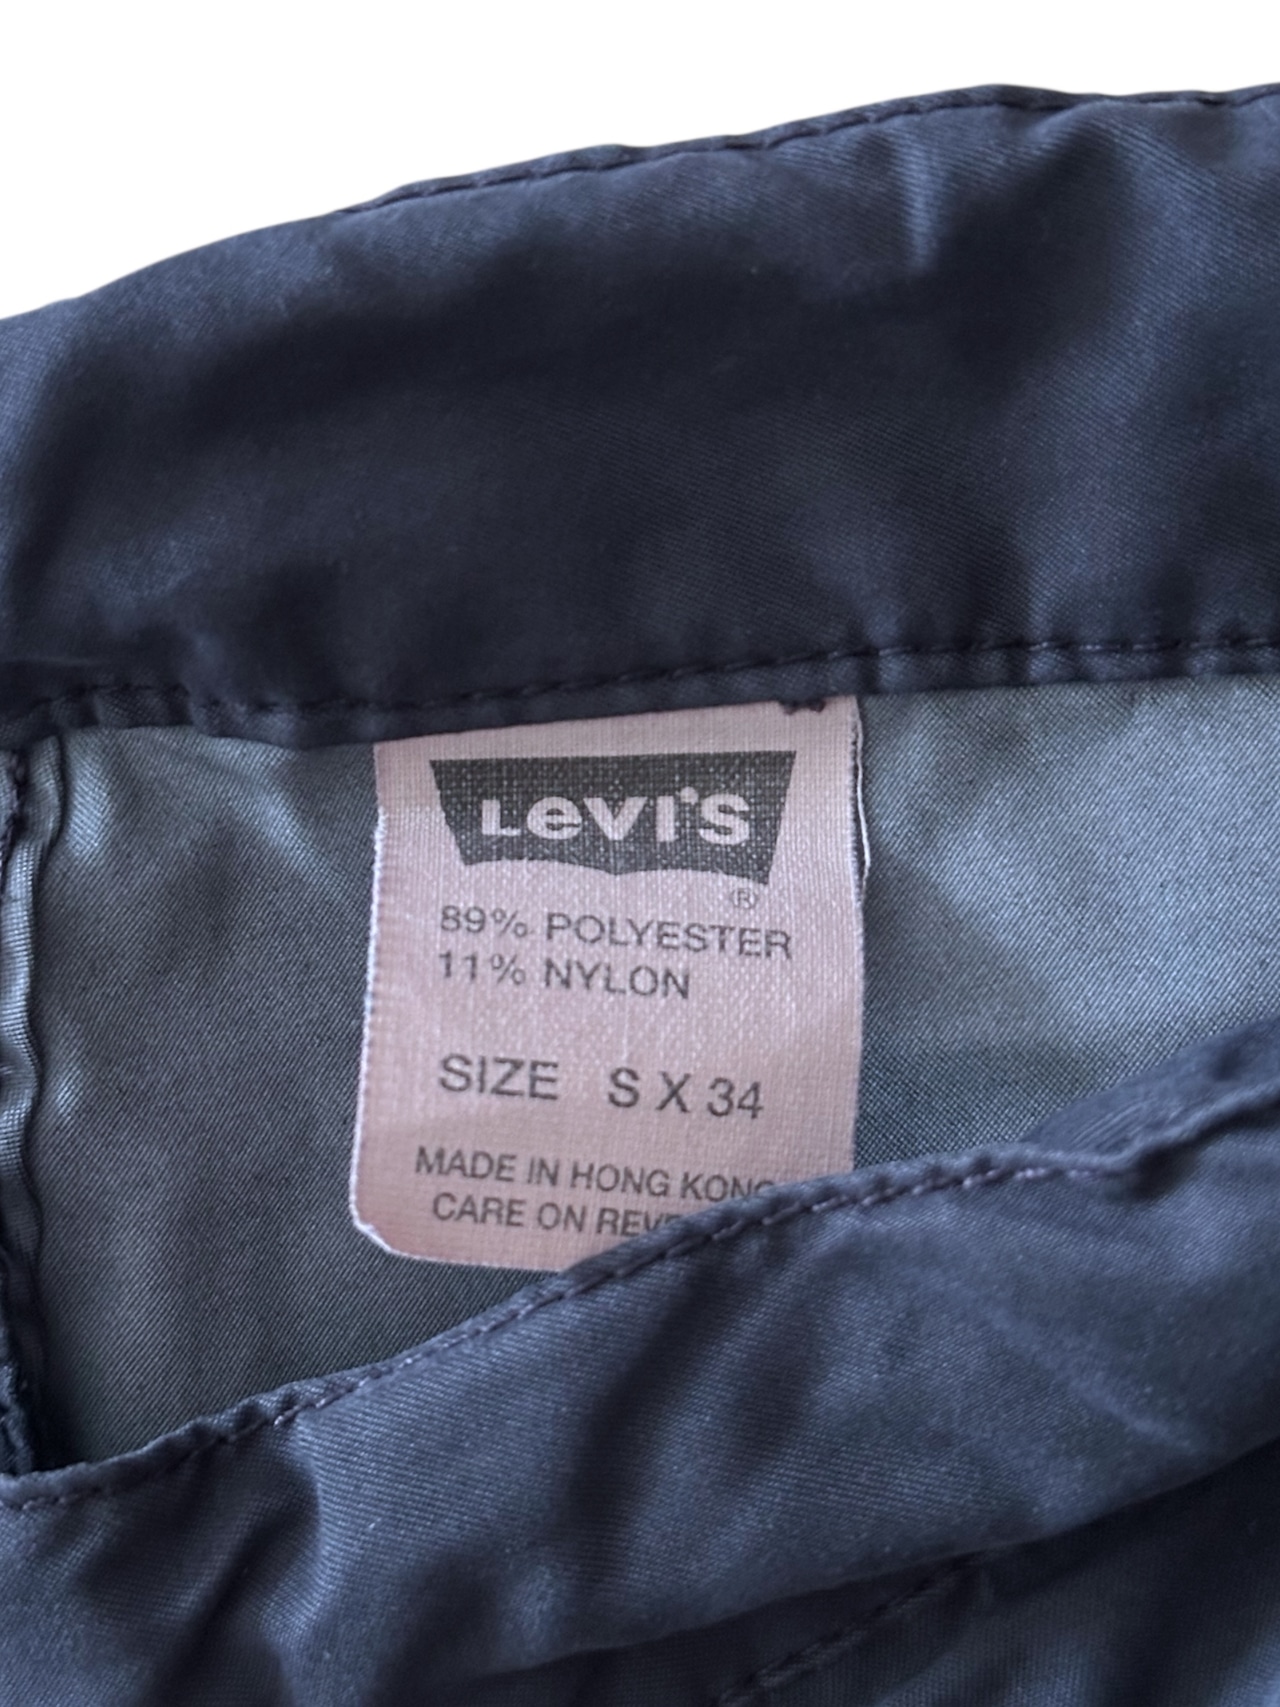 LEVI'S
®
89% POLYESTER
11% NYLON
SIZE S X 34
MADE IN HONG KONG
CARE ON